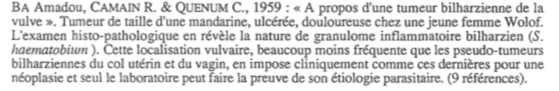 BA Amadou, CAMAIN R. & QUENUM C., 1959 : « A propos d'une tumeur bilharzienne de la
vulve ». Tumeur de taille d'une mandarine, ulcérée, douloureuse chez une jeune femme Wolof.
L'examen histo-pathologique en révèle la nature de granulome inflammatoire bilharzien (S.
haematobium ). Cette localisation vulvaire, beaucoup moins fréquente que les pseudo-tumeurs
bilharziennes du col utérin et du vagin, en impose cliniquement comme ces dernières pour une
néoplasie et seul le laboratoire peut faire la preuve de son étiologie parasitaire. (9 références).